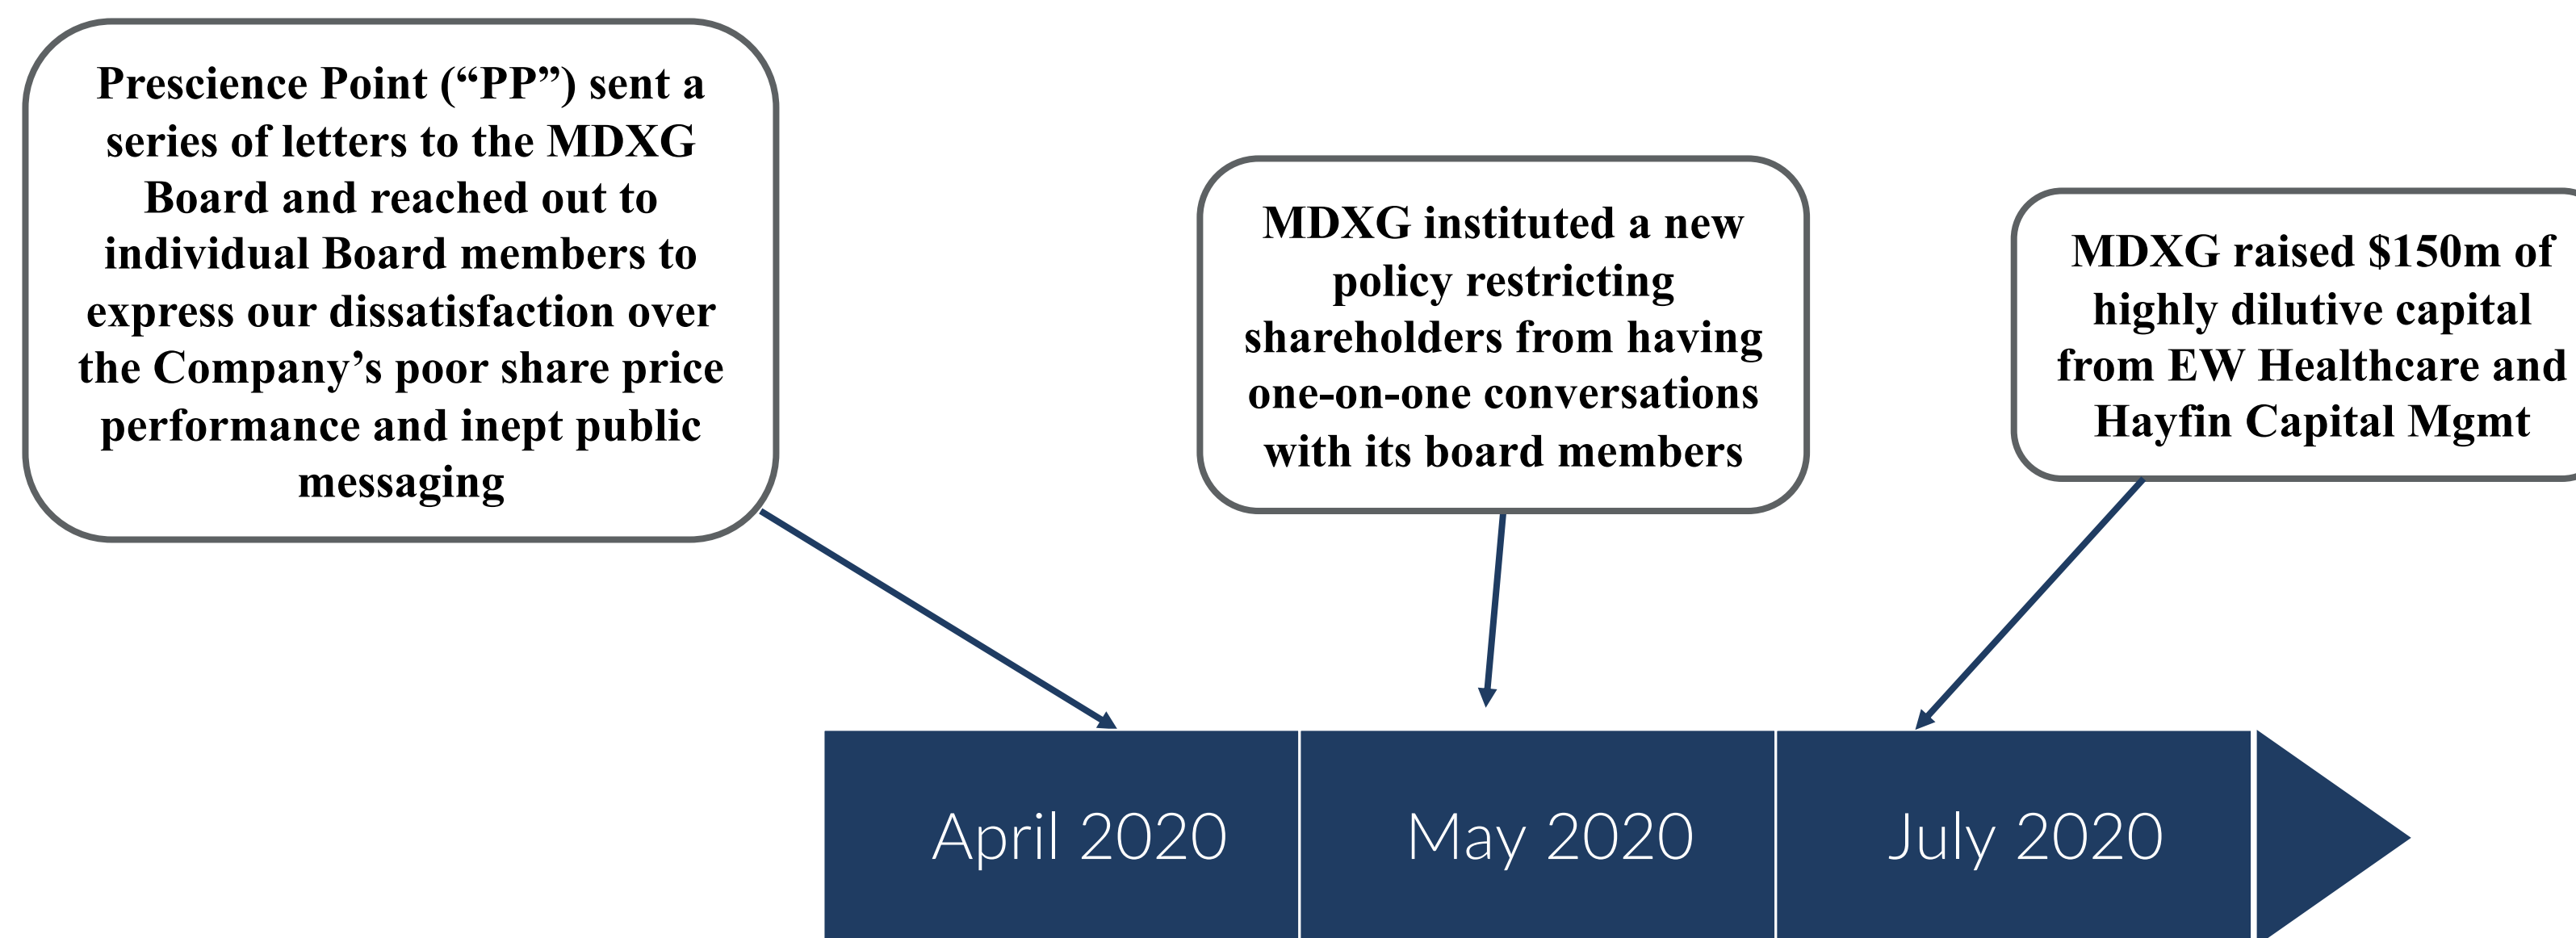 Prescience Point (“PP”) sent a
series of letters to the MDXG
Board and reached out to
individual Board members to
express our dissatisfaction over
the Company’s poor share price
performance and inept public
messaging
MDXG instituted a new
policy restricting
shareholders from having
one-on-one conversations
with its board members
MDXG raised $150m of
highly dilutive capital
from EW Healthcare and
Hayfin Capital Mgmt
April 2020
May 2020
July 2020